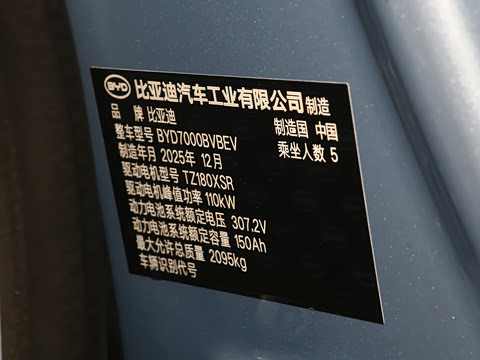 BYD 比亚迪汽车工业有限公司 制造
品 牌 比亚迪 制造国 中国
整车型号 BYD7000BVBEV 乘坐人数 5
制造年月 2025年 12月
驱动电机型号 TZ180XSR
驱动电机峰值功率 110kW
动力电池系统额定电压 307.2V
动力电池系统额定容量 150Ah
最大允许总质量 2095kg
车辆识别代号